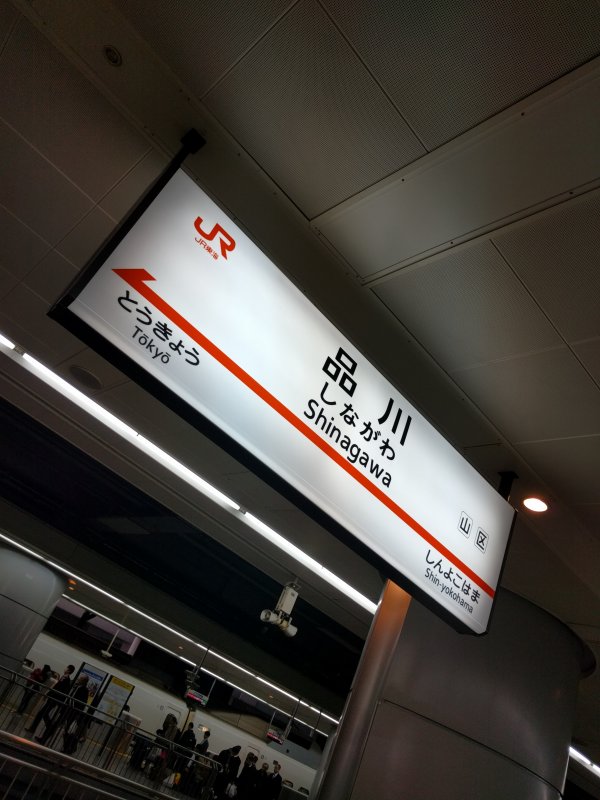 JR
JR東海
とうきょう
Tōkyō
品川
しながわ
Shinagawa
山 区
しんよこはま
Shin-yokohama